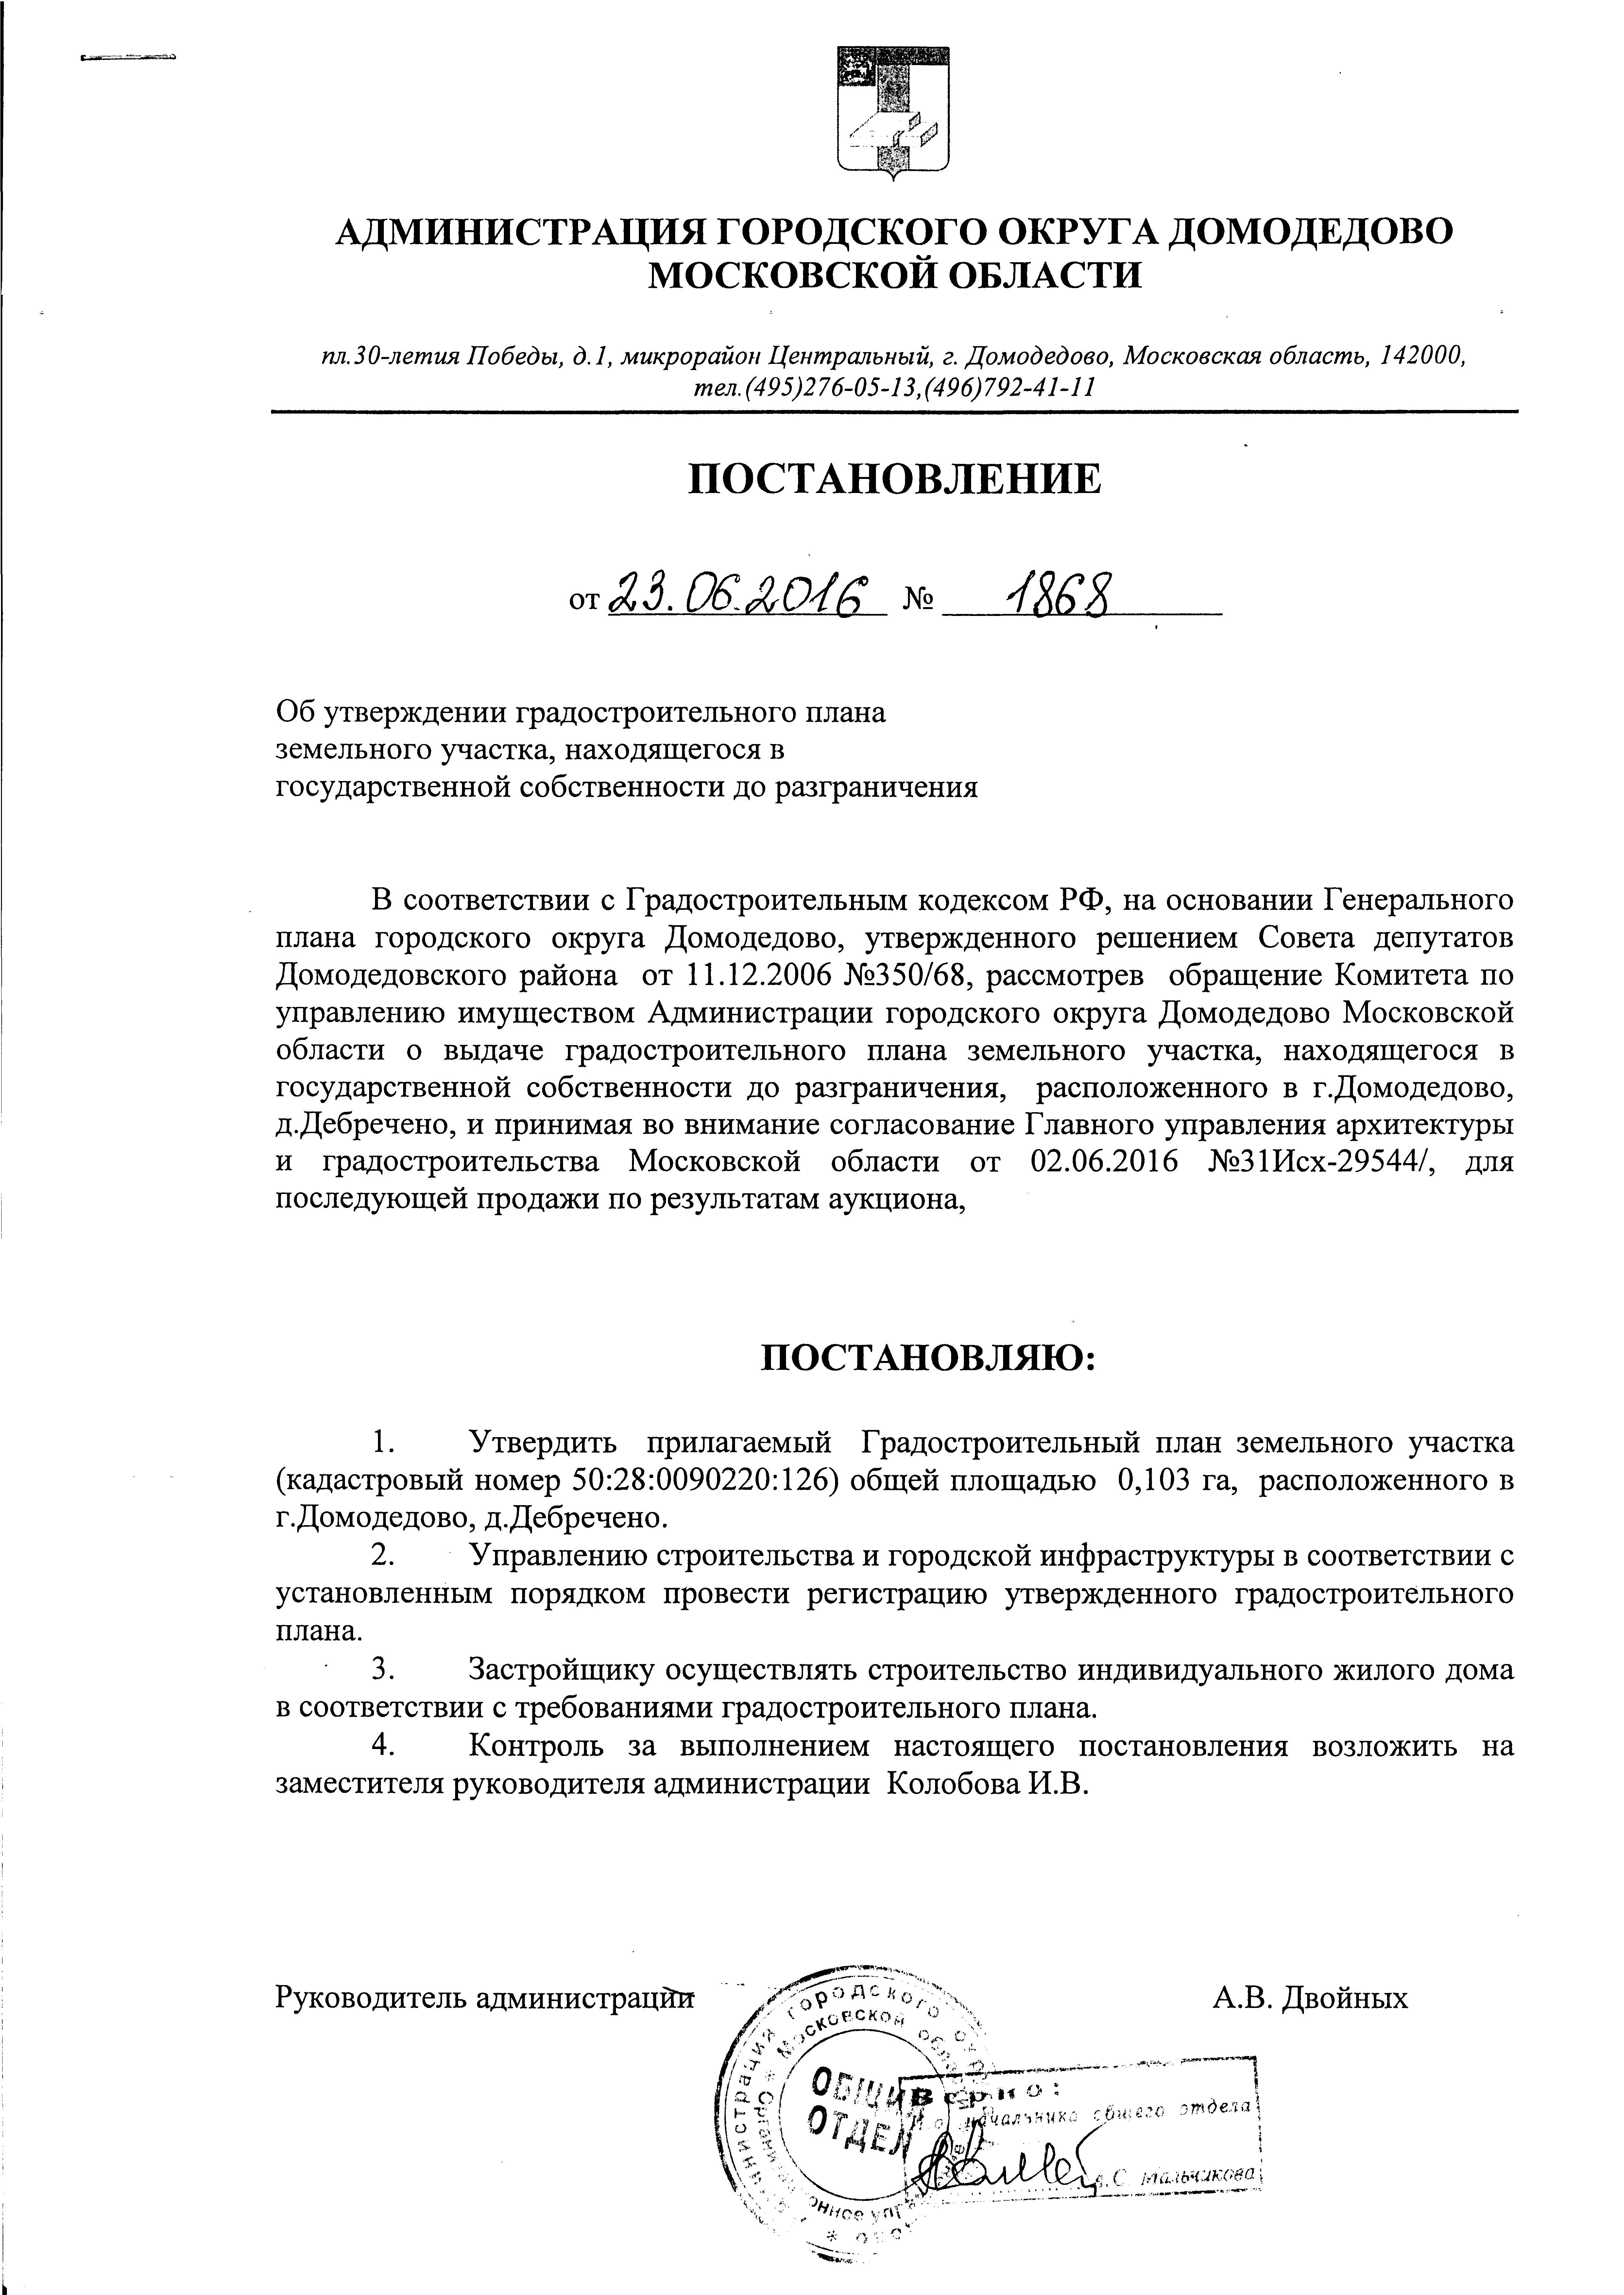 АДМИНИСТРАЦИЯ ГОРОДСКОГО ОКРУГА ДОМОДЕДОВО
МОСКОВСКОЙ ОБЛАСТИ
пл.30-летия Победы, д.1, микрорайон Центральный, г. Домодедово, Московская область, 142000,
тел.(495)276-05-13,(496)792-41-11
ПОСТАНОВЛЕНИЕ
от 23.06.2016 № 1868
Об утверждении градостроительного плана
земельного участка, находящегося в
государственной собственности до разграничения
В соответствии с Градостроительным кодексом РФ, на основании Генерального
плана городского округа Домодедово, утвержденного решением Совета депутатов
Домодедовского района от 11.12.2006 №350/68, рассмотрев обращение Комитета по
управлению имуществом Администрации городского округа Домодедово Московской
области о выдаче градостроительного плана земельного участка, находящегося в
государственной собственности до разграничения, расположенного в г.Домодедово,
д.Дебречено, и принимая во внимание согласование Главного управления архитектуры
и градостроительства Московской области от 02.06.2016 №31Исх-29544/, для
последующей продажи по результатам аукциона,
ПОСТАНОВЛЯЮ:
1. Утвердить прилагаемый Градостроительный план земельного участка
(кадастровый номер 50:28:0090220:126) общей площадью 0,103 га, расположенного в
г.Домодедово, д.Дебречено.
2. Управлению строительства и городской инфраструктуры в соответствии с
установленным порядком провести регистрацию утвержденного градостроительного
плана.
3. Застройщику осуществлять строительство индивидуального жилого дома
в соответствии с требованиями градостроительного плана.
4. Контроль за выполнением настоящего постановления возложить на
заместителя руководителя администрации Колобова И.В.
Руководитель администрации А.В. Двойных
городского
Московской
ОТДЕЛ
Верно:
начальника общего отдела
Мальчикова